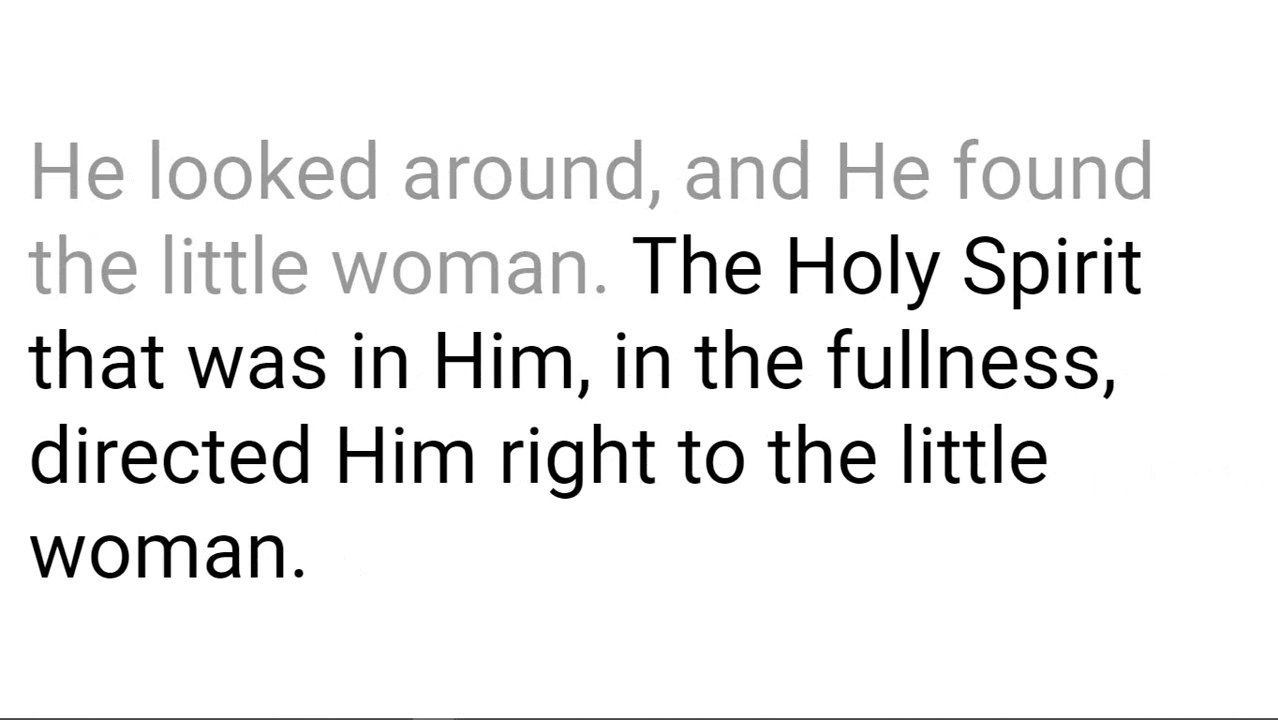 He looked around, and He found
the little woman. The Holy Spirit
that was in Him, in the fullness,
directed Him right to the little
woman.